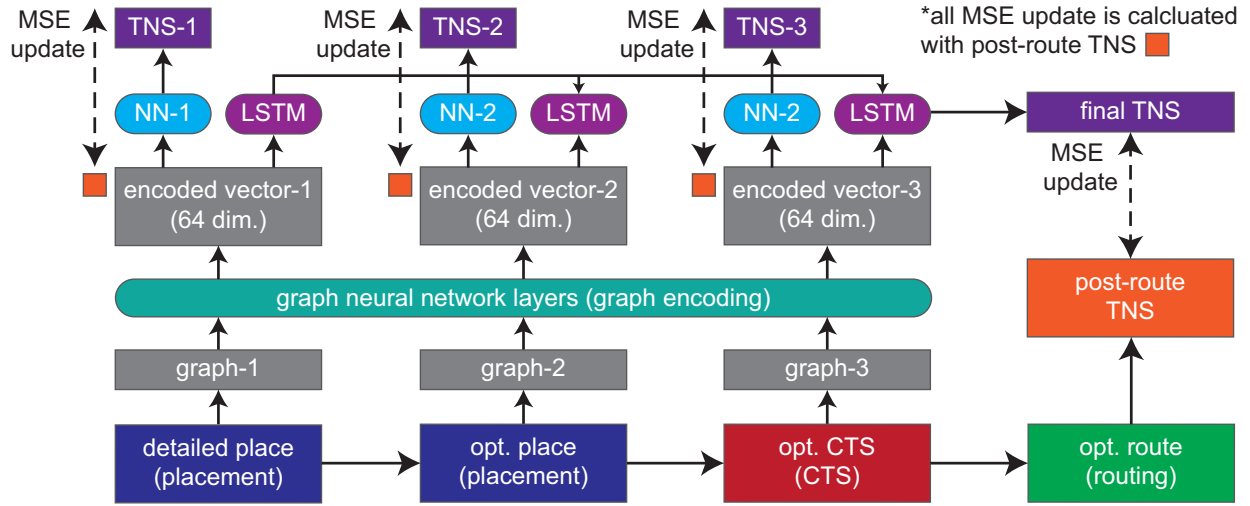 MSE
update
TNS-1
MSE
update
TNS-2
MSE
update
TNS-3
*all MSE update is calcluated
with post-route TNS
NN-1
LSTM
NN-2
LSTM
NN-2
LSTM
final TNS
MSE
update
encoded vector-1
(64 dim.)
encoded vector-2
(64 dim.)
encoded vector-3
(64 dim.)
graph neural network layers (graph encoding)
post-route
TNS
graph-1
graph-2
graph-3
detailed place
(placement)
opt. place
(placement)
opt. CTS
(CTS)
opt. route
(routing)